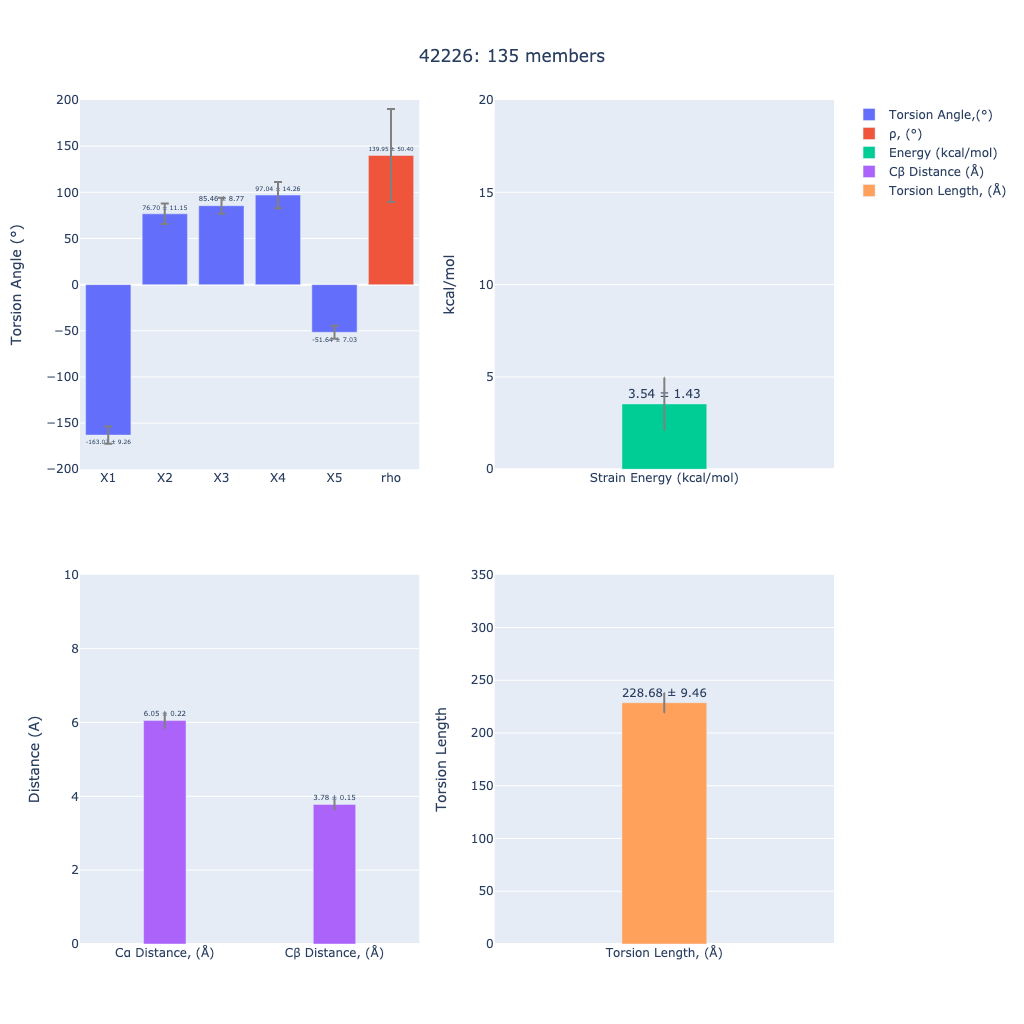 42226: 135 members
Torsion Angle (°)
200
150
100
50
0
−50
−100
−150
−200
76.70 ± 11.15
85.46 ± 8.77
97.04 ± 14.26
139.95 ± 50.40
-51.64 ± 7.03
± 9.26
X1 X2 X3 X4 X5 rho
kcal/mol
20
15
10
5
0
3.54 ± 1.43
Strain Energy (kcal/mol)
Torsion Angle,(°)
ρ, (°)
Energy (kcal/mol)
Cβ Distance (Å)
Torsion Length, (Å)
Distance (A)
10
8
6
4
2
0
6.05 ± 0.22
3.78 ± 0.15
Cα Distance, (Å) Cβ Distance, (Å)
Torsion Length
350
300
250
200
150
100
50
0
228.68 ± 9.46
Torsion Length, (Å)